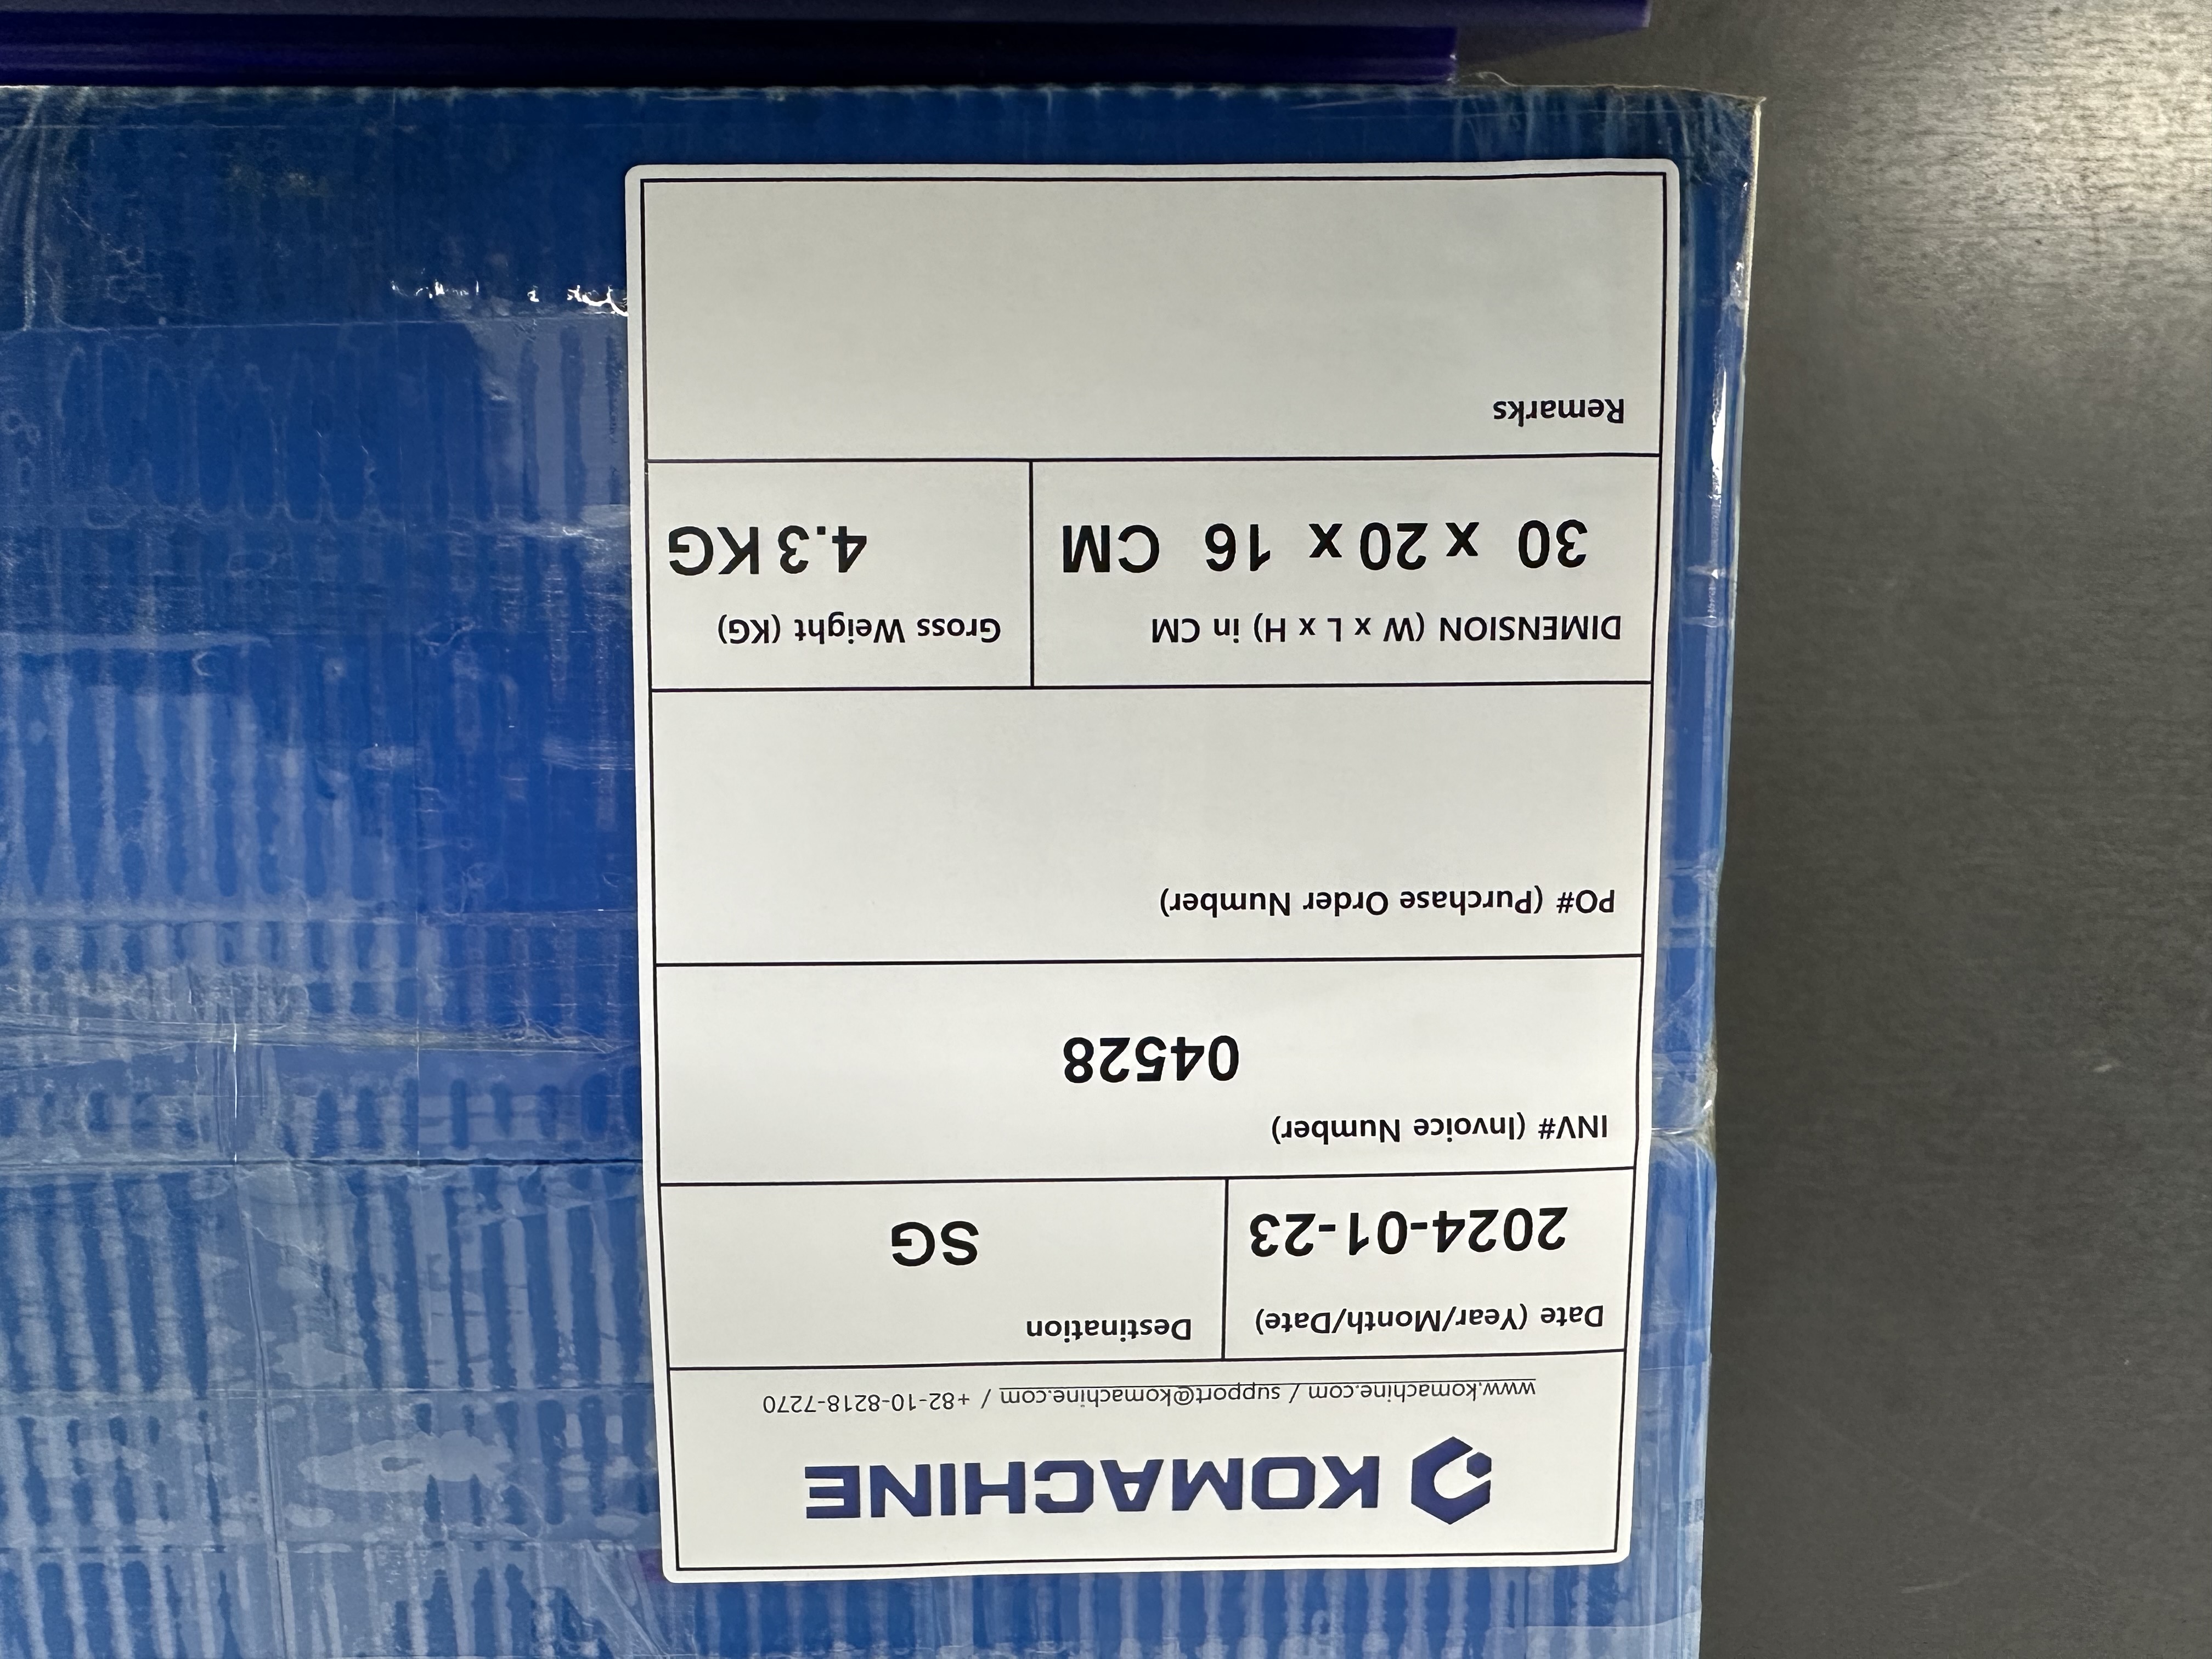 KOMACHINE
www.komachine.com / support@komachine.com / +82-10-8218-7270
Date (Year/Month/Date)
2024-01-23
Destination
SG
INV# (Invoice Number)
04528
PO# (Purchase Order Number)
DIMENSION (W x L x H) in CM
30 x 20 x 16 CM
Gross Weight (KG)
4.3 KG
Remarks